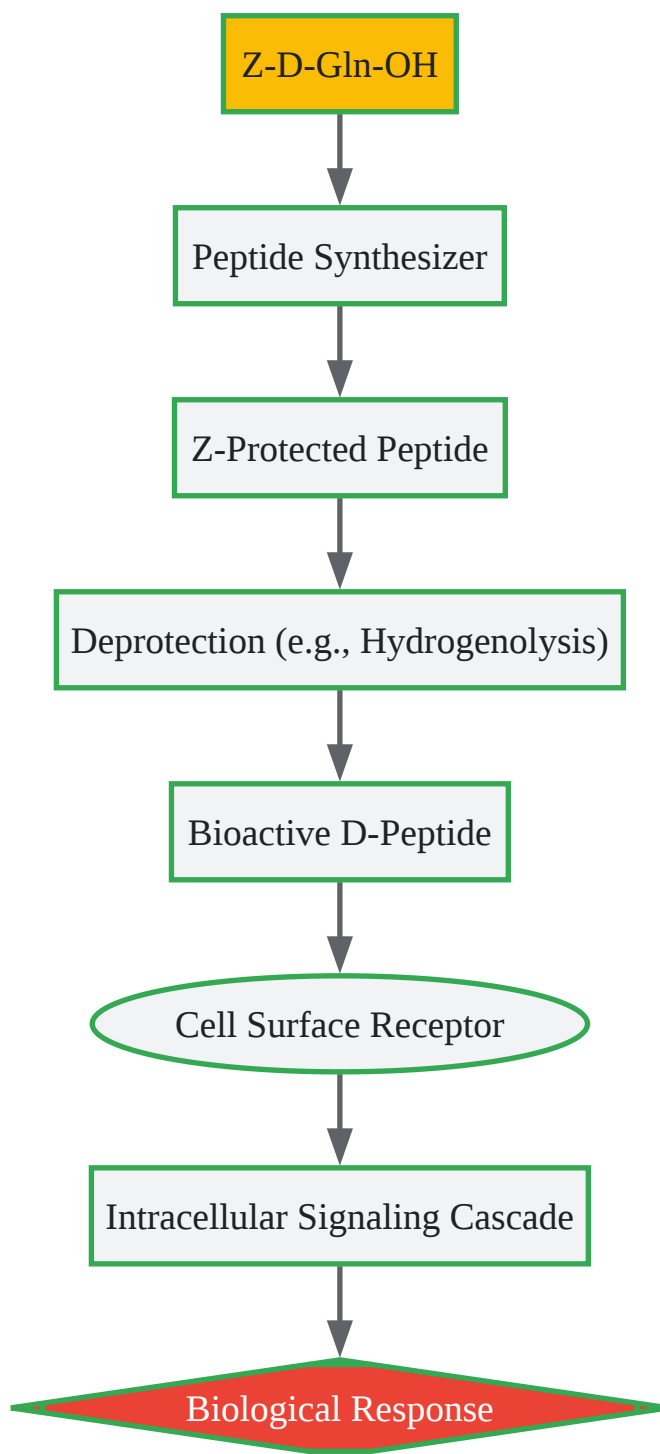 Z-D-Gln-OH
Peptide Synthesizer
Z-Protected Peptide
Deprotection (e.g., Hydrogenolysis)
Bioactive D-Peptide
Cell Surface Receptor
Intracellular Signaling Cascade
Biological Response